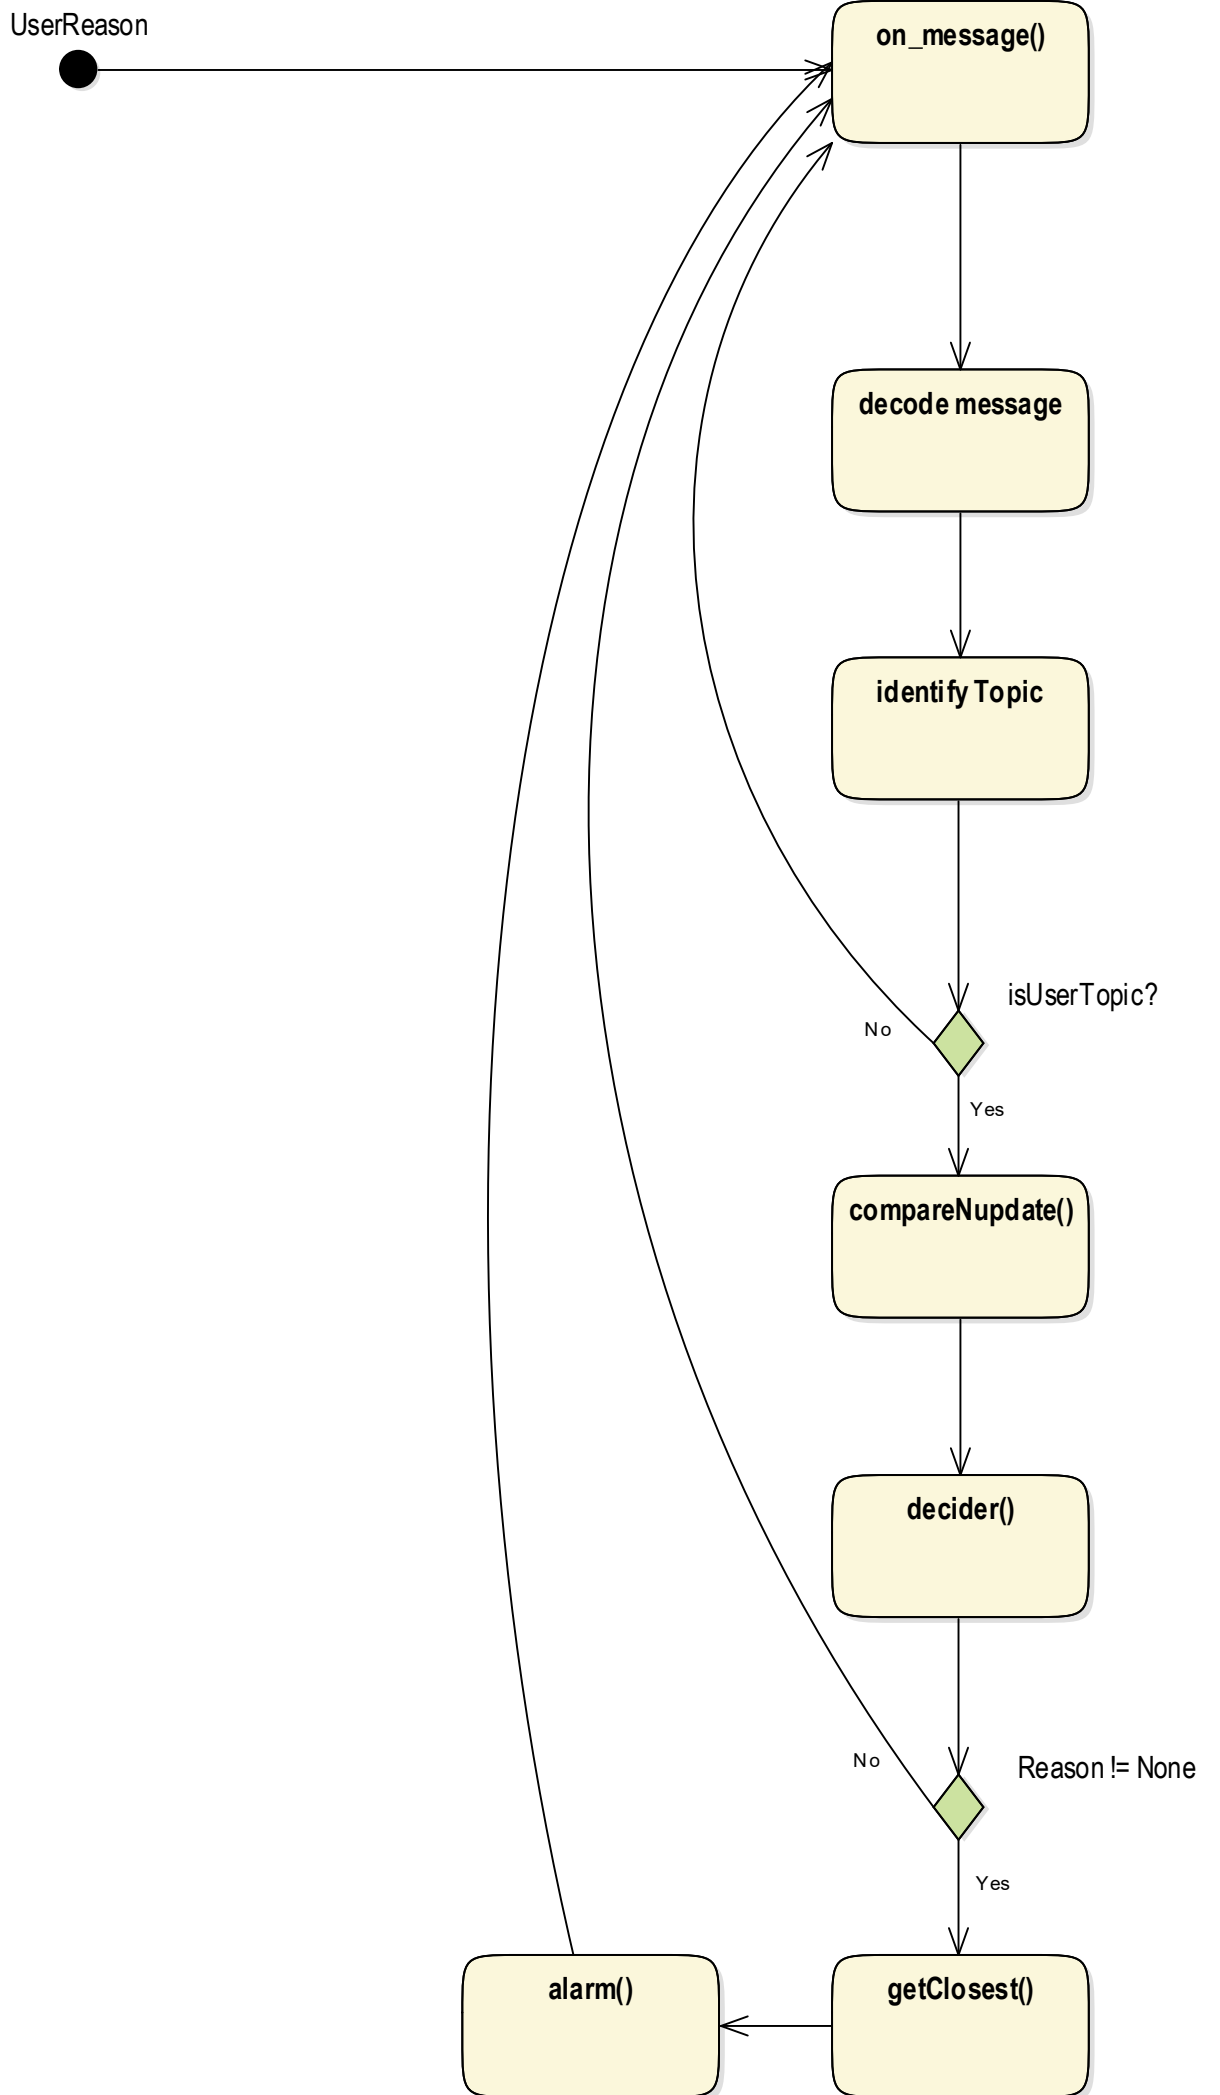 UserReason
on_message()
decode message
identify Topic
isUserTopic?
No
Yes
compareNupdate()
decider()
No
Reason != None
Yes
alarm()
getClosest()